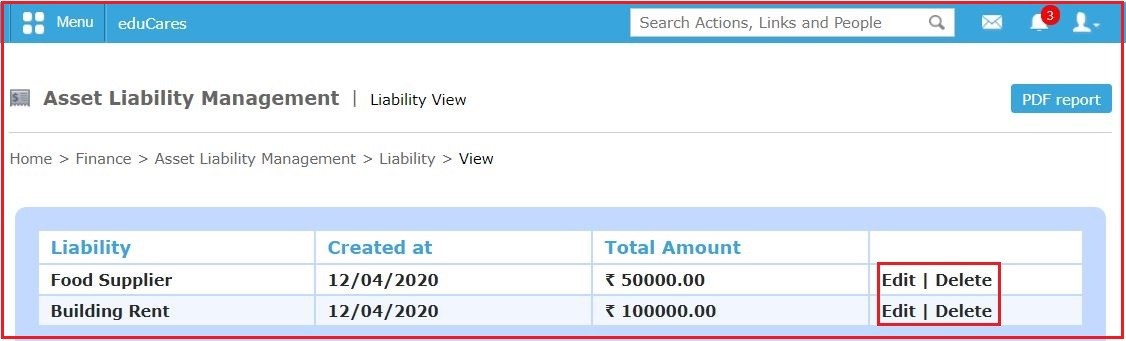 Menu eduCares Search Actions, Links and People 3
Asset Liability Management | Liability View PDF report
Home > Finance > Asset Liability Management > Liability > View
Liability Created at Total Amount
Food Supplier 12/04/2020 ₹ 50000.00 Edit | Delete
Building Rent 12/04/2020 ₹ 100000.00 Edit | Delete